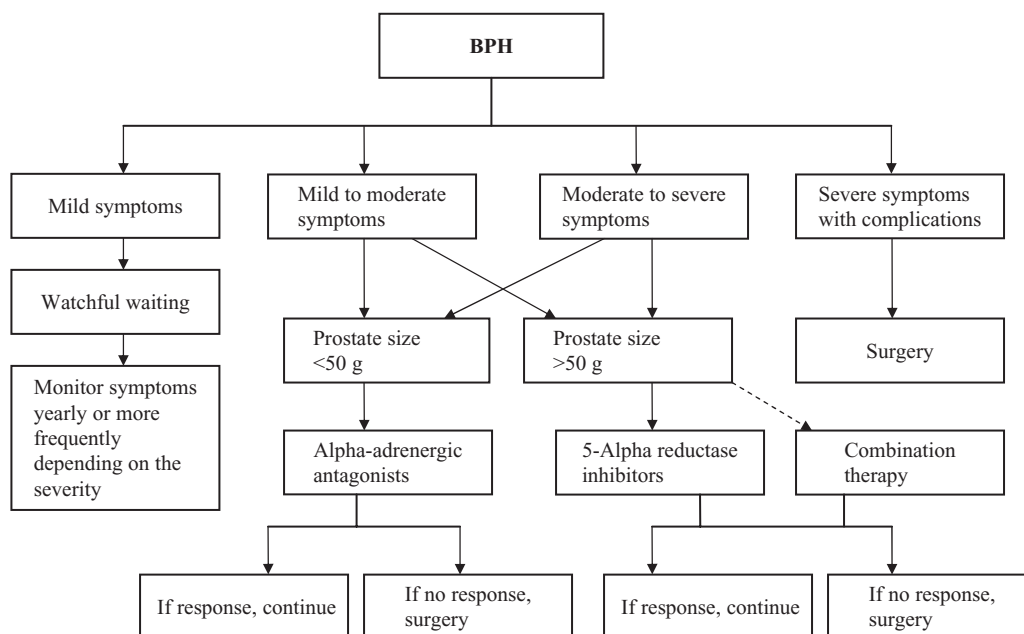 BPH
Mild symptoms
Mild to moderate
symptoms
Moderate to severe
symptoms
Severe symptoms
with complications
Watchful waiting
Prostate size
<50 g
Prostate size
>50 g
Surgery
Monitor symptoms
yearly or more
frequently
depending on the
severity
Alpha-adrenergic
antagonists
5-Alpha reductase
inhibitors
Combination
therapy
If response, continue
If no response,
surgery
If response, continue
If no response,
surgery